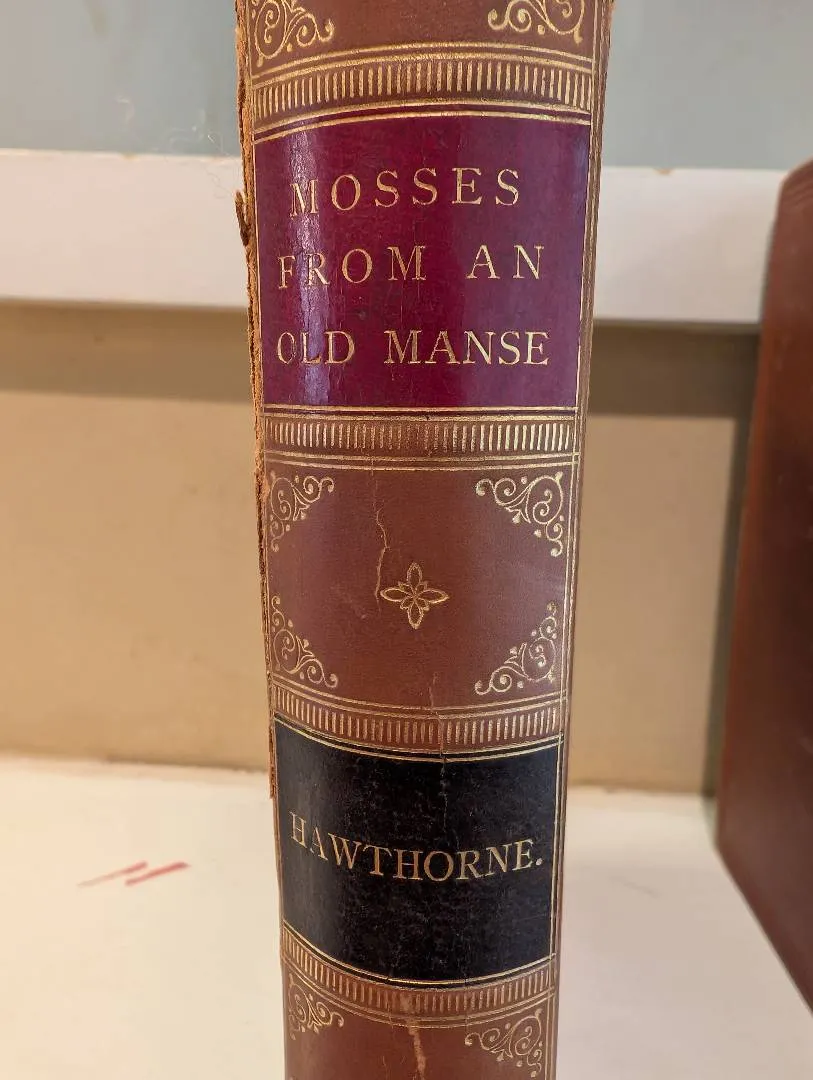 MOSSES
FROM AN
OLD MANSE
HAWTHORNE.